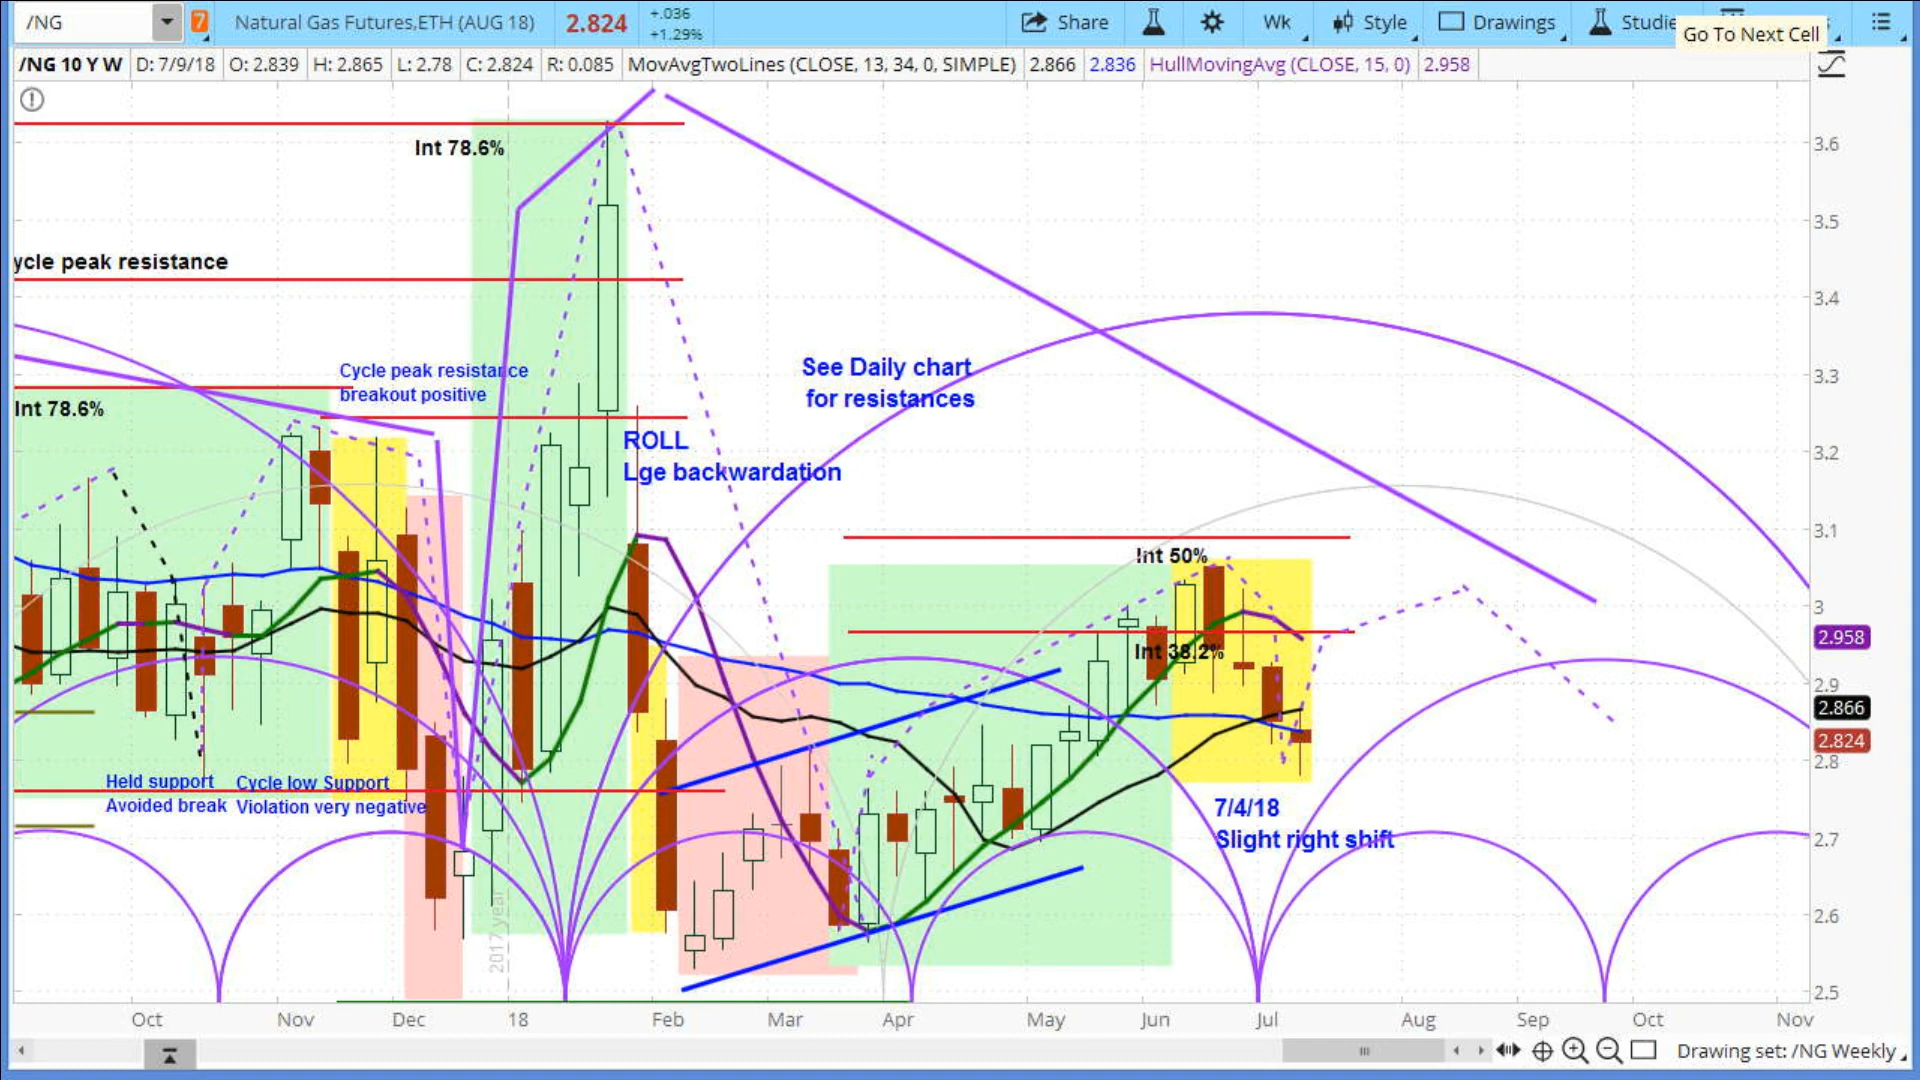 /NG
7
Natural Gas Futures,ETH (AUG 18)
2.824
+.036
+1.29%
Share
Wk
Style
Drawings
Studie
Go To Next Cell
/NG 10 Y W
D: 7/9/18
O: 2.839
H: 2.865
L: 2.78
C: 2.824
R: 0.085
MovAvgTwoLines (CLOSE, 13, 34, 0, SIMPLE)
2.866
2.836
HullMovingAvg (CLOSE, 15, 0)
2.958
Int 78.6%
ycle peak resistance
Cycle peak resistance
breakout positive
Int 78.6%
See Daily chart
for resistances
ROLL
Lge backwardation
Int 50%
Int 38.2%
Held support
Avoided break
Cycle low Support
Violation very negative
7/4/18
Slight right shift
2017 year
3.6
3.5
3.4
3.3
3.2
3.1
3
2.958
2.9
2.866
2.824
2.8
2.7
2.6
2.5
Oct
Nov
Dec
18
Feb
Mar
Apr
May
Jun
Jul
Aug
Sep
Oct
Nov
Drawing set: /NG Weekly